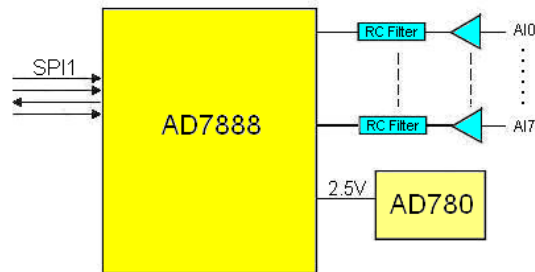 RC Filter
AI0
SPI1
AD7888
RC Filter
AI7
2.5V
AD780